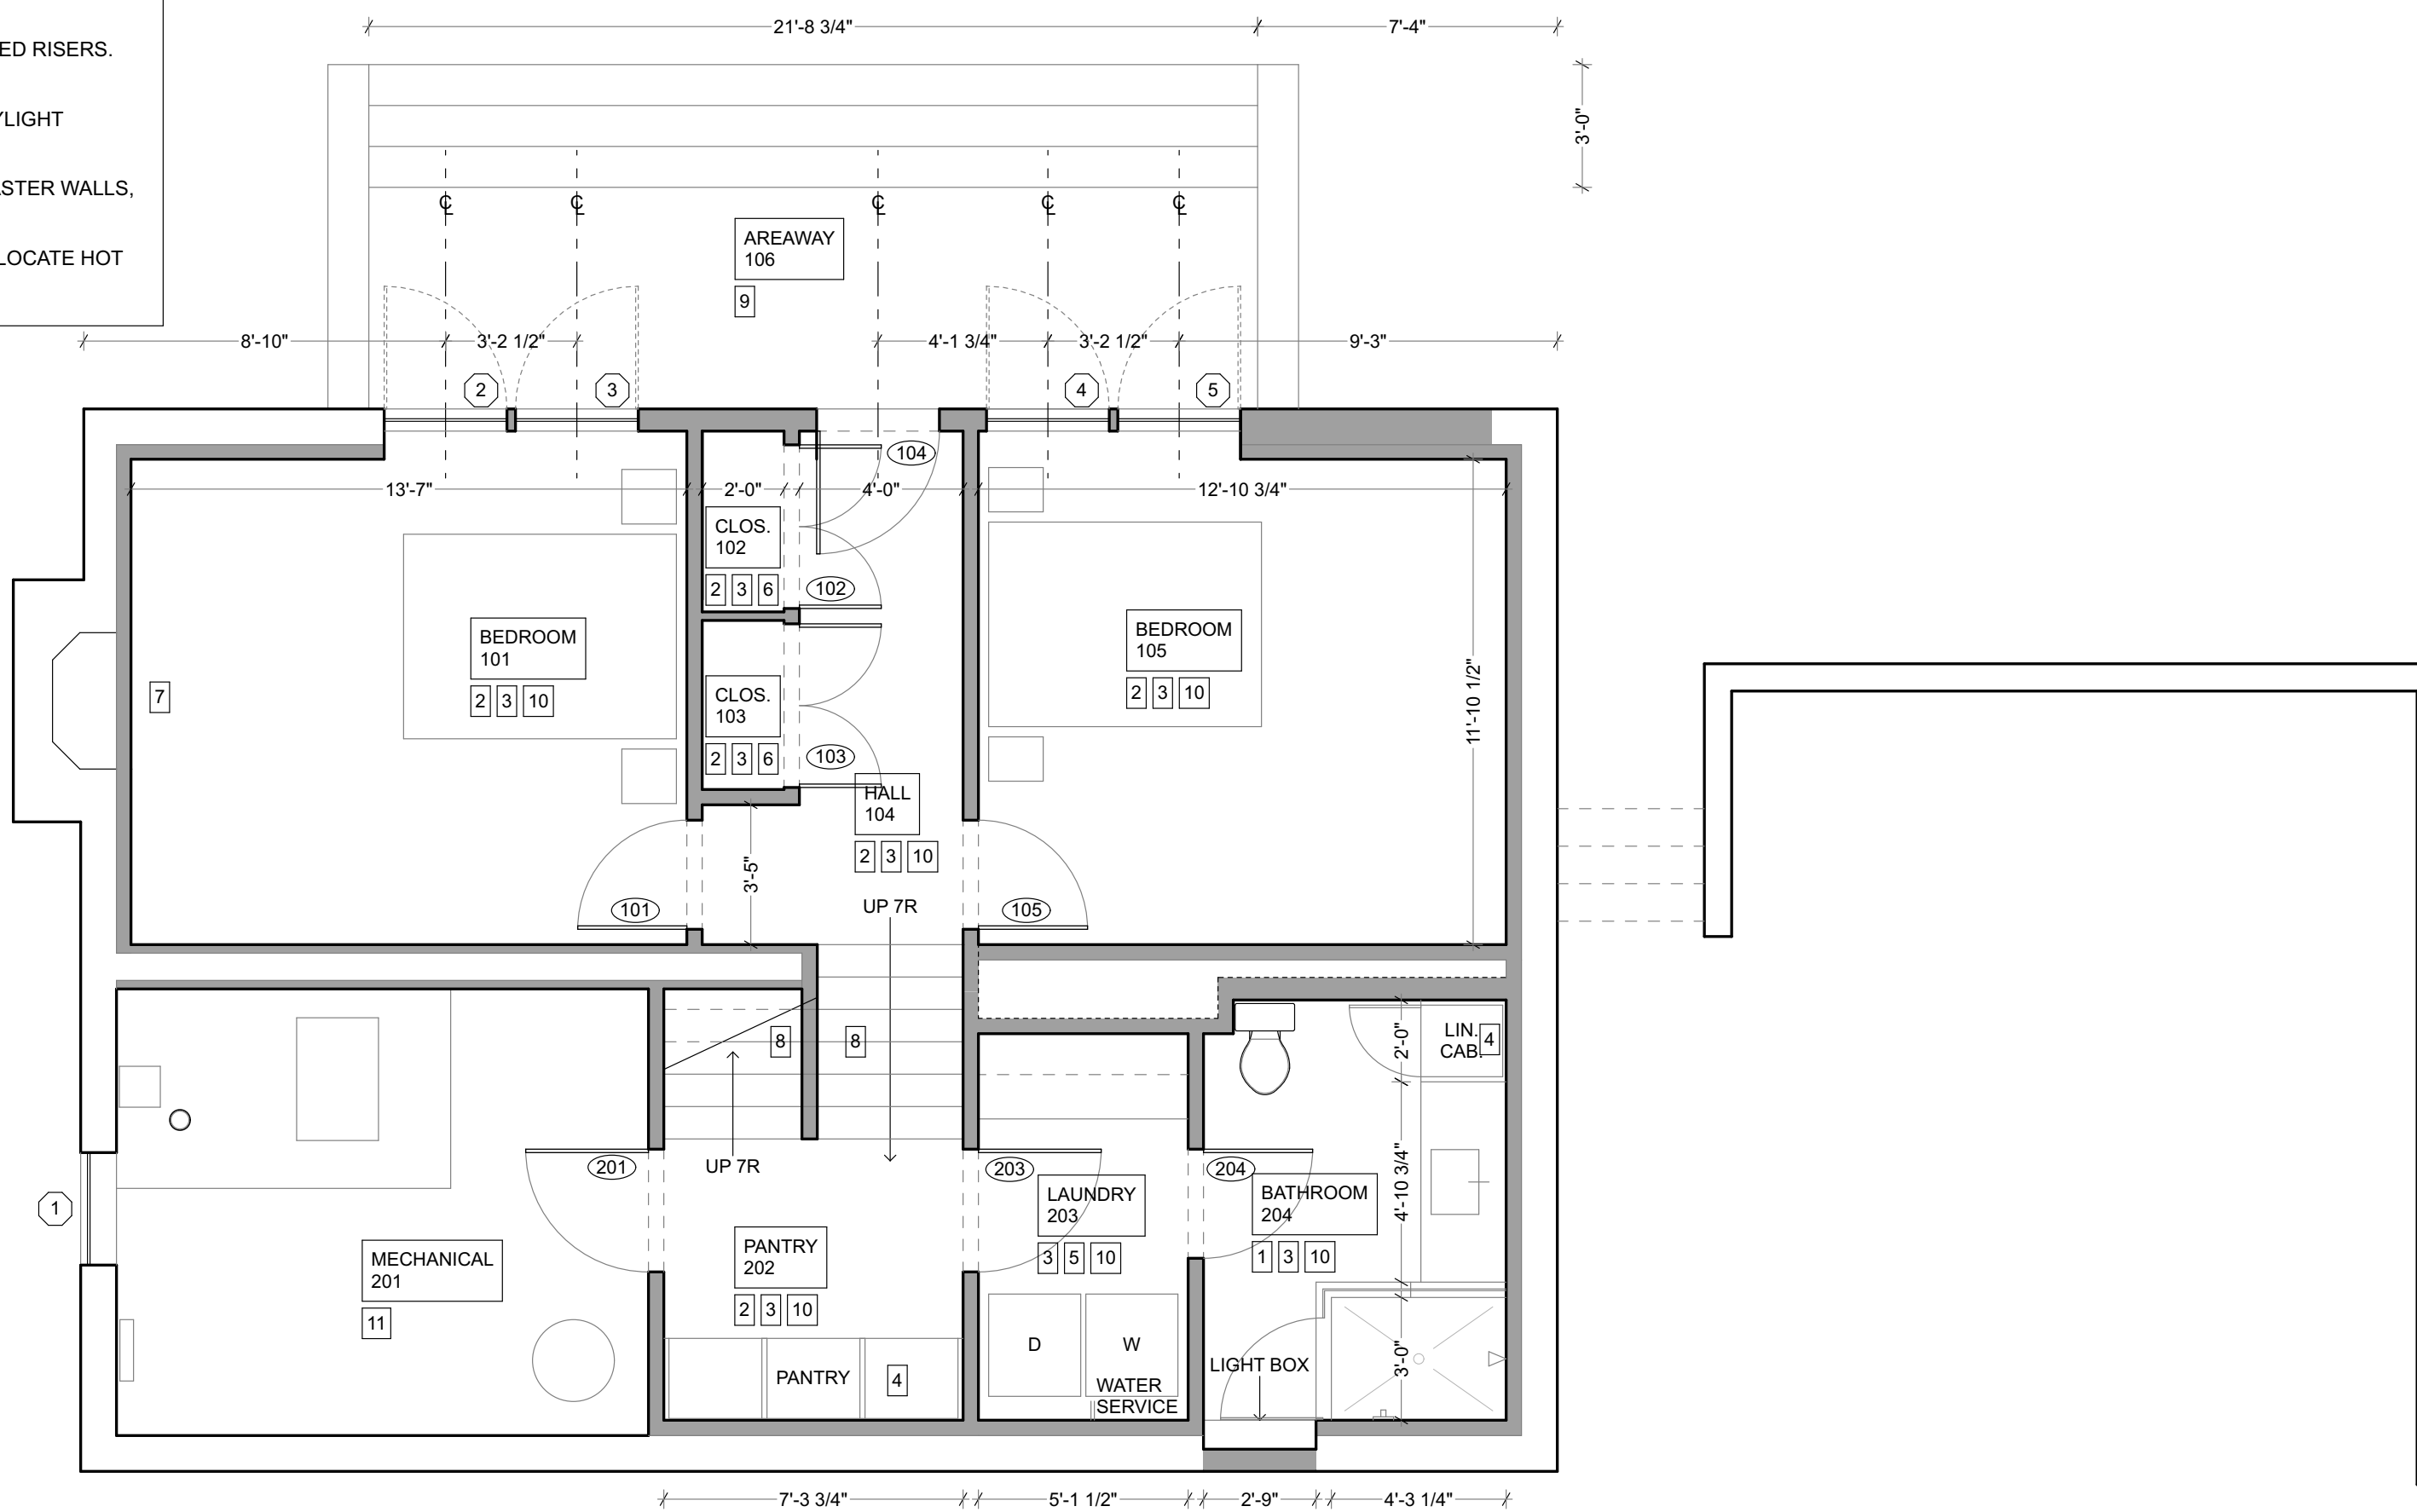 21'-8 3/4"
7'-4"
ED RISERS.
YLIGHT
ASTER WALLS,
LOCATE HOT
3'-0"
℄
℄
℄
℄
℄
AREAWAY
106
9
8'-10"
3'-2 1/2"
4'-1 3/4"
3'-2 1/2"
9'-3"
2
3
4
5
104
13'-7"
2'-0"
4'-0"
12'-10 3/4"
CLOS.
102
2 3 6
102
BEDROOM
101
2 3 10
7
BEDROOM
105
2 3 10
11'-10 1/2"
CLOS.
103
2 3 6
103
HALL
104
2 3 10
3'-5"
101
UP 7R
105
8
8
2'-0"
LIN.
CAB.
4
201
UP 7R
203
204
4'-10 3/4"
1
LAUNDRY
203
3 5 10
BATHROOM
204
1 3 10
MECHANICAL
201
11
PANTRY
202
2 3 10
D
W
LIGHT BOX
3'-0"
PANTRY
4
WATER
SERVICE
7'-3 3/4"
5'-1 1/2"
2'-9"
4'-3 1/4"